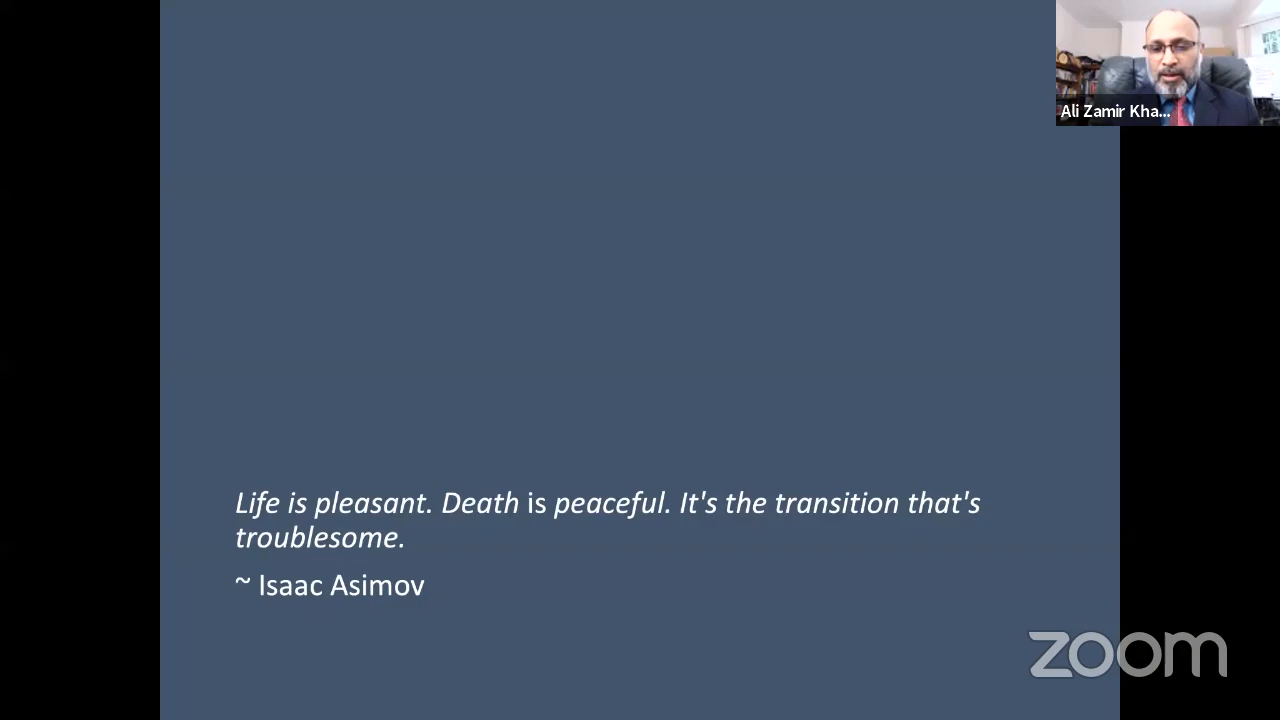 Ali Zamir Kha...
Life is pleasant. Death is peaceful. It's the transition that's
troublesome.
~ Isaac Asimov
zoom